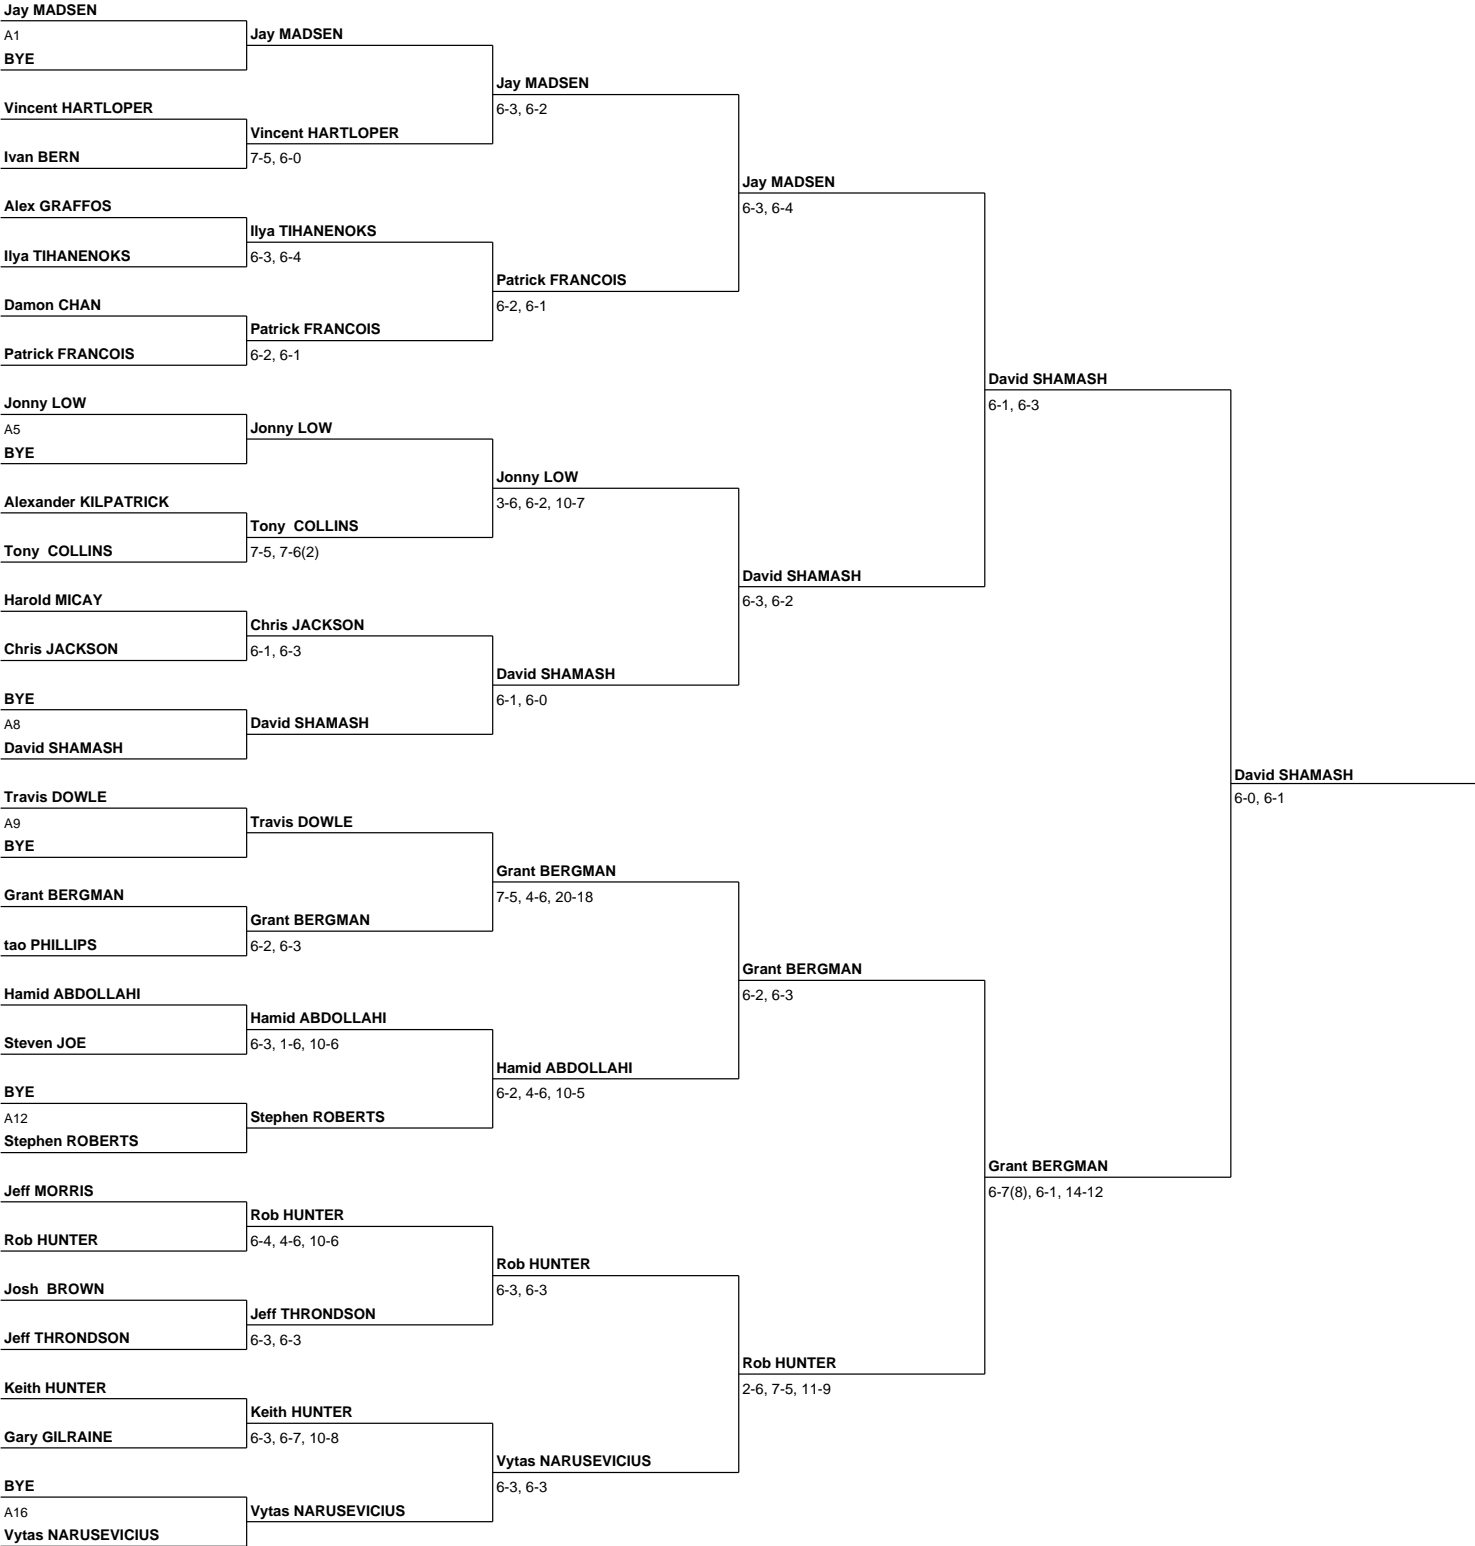 Jay MADSEN
A1
BYE
Vincent HARTLOPER
Ivan BERN
Alex GRAFFOS
Ilya TIHANENOKS
Damon CHAN
Patrick FRANCOIS
Jonny LOW
A5
BYE
Alexander KILPATRICK
Tony  COLLINS
Harold MICAY
Chris JACKSON
BYE
A8
David SHAMASH
Travis DOWLE
A9
BYE
Grant BERGMAN
tao PHILLIPS
Hamid ABDOLLAHI
Steven JOE
BYE
A12
Stephen ROBERTS
Jeff MORRIS
Rob HUNTER
Josh  BROWN
Jeff THRONDSON
Keith HUNTER
Gary GILRAINE
BYE
A16
Vytas NARUSEVICIUS
Jay MADSEN
Vincent HARTLOPER
7-5, 6-0
Ilya TIHANENOKS
6-3, 6-4
Patrick FRANCOIS
6-2, 6-1
Jonny LOW
Tony  COLLINS
7-5, 7-6(2)
Chris JACKSON
6-1, 6-3
David SHAMASH
Travis DOWLE
Grant BERGMAN
6-2, 6-3
Hamid ABDOLLAHI
6-3, 1-6, 10-6
Stephen ROBERTS
Rob HUNTER
6-4, 4-6, 10-6
Jeff THRONDSON
6-3, 6-3
Keith HUNTER
6-3, 6-7, 10-8
Vytas NARUSEVICIUS
Jay MADSEN
6-3, 6-2
Patrick FRANCOIS
6-2, 6-1
Jonny LOW
3-6, 6-2, 10-7
David SHAMASH
6-1, 6-0
Grant BERGMAN
7-5, 4-6, 20-18
Hamid ABDOLLAHI
6-2, 4-6, 10-5
Rob HUNTER
6-3, 6-3
Vytas NARUSEVICIUS
6-3, 6-3
Jay MADSEN
6-3, 6-4
David SHAMASH
6-3, 6-2
Grant BERGMAN
6-2, 6-3
Rob HUNTER
2-6, 7-5, 11-9
David SHAMASH
6-1, 6-3
Grant BERGMAN
6-7(8), 6-1, 14-12
David SHAMASH
6-0, 6-1